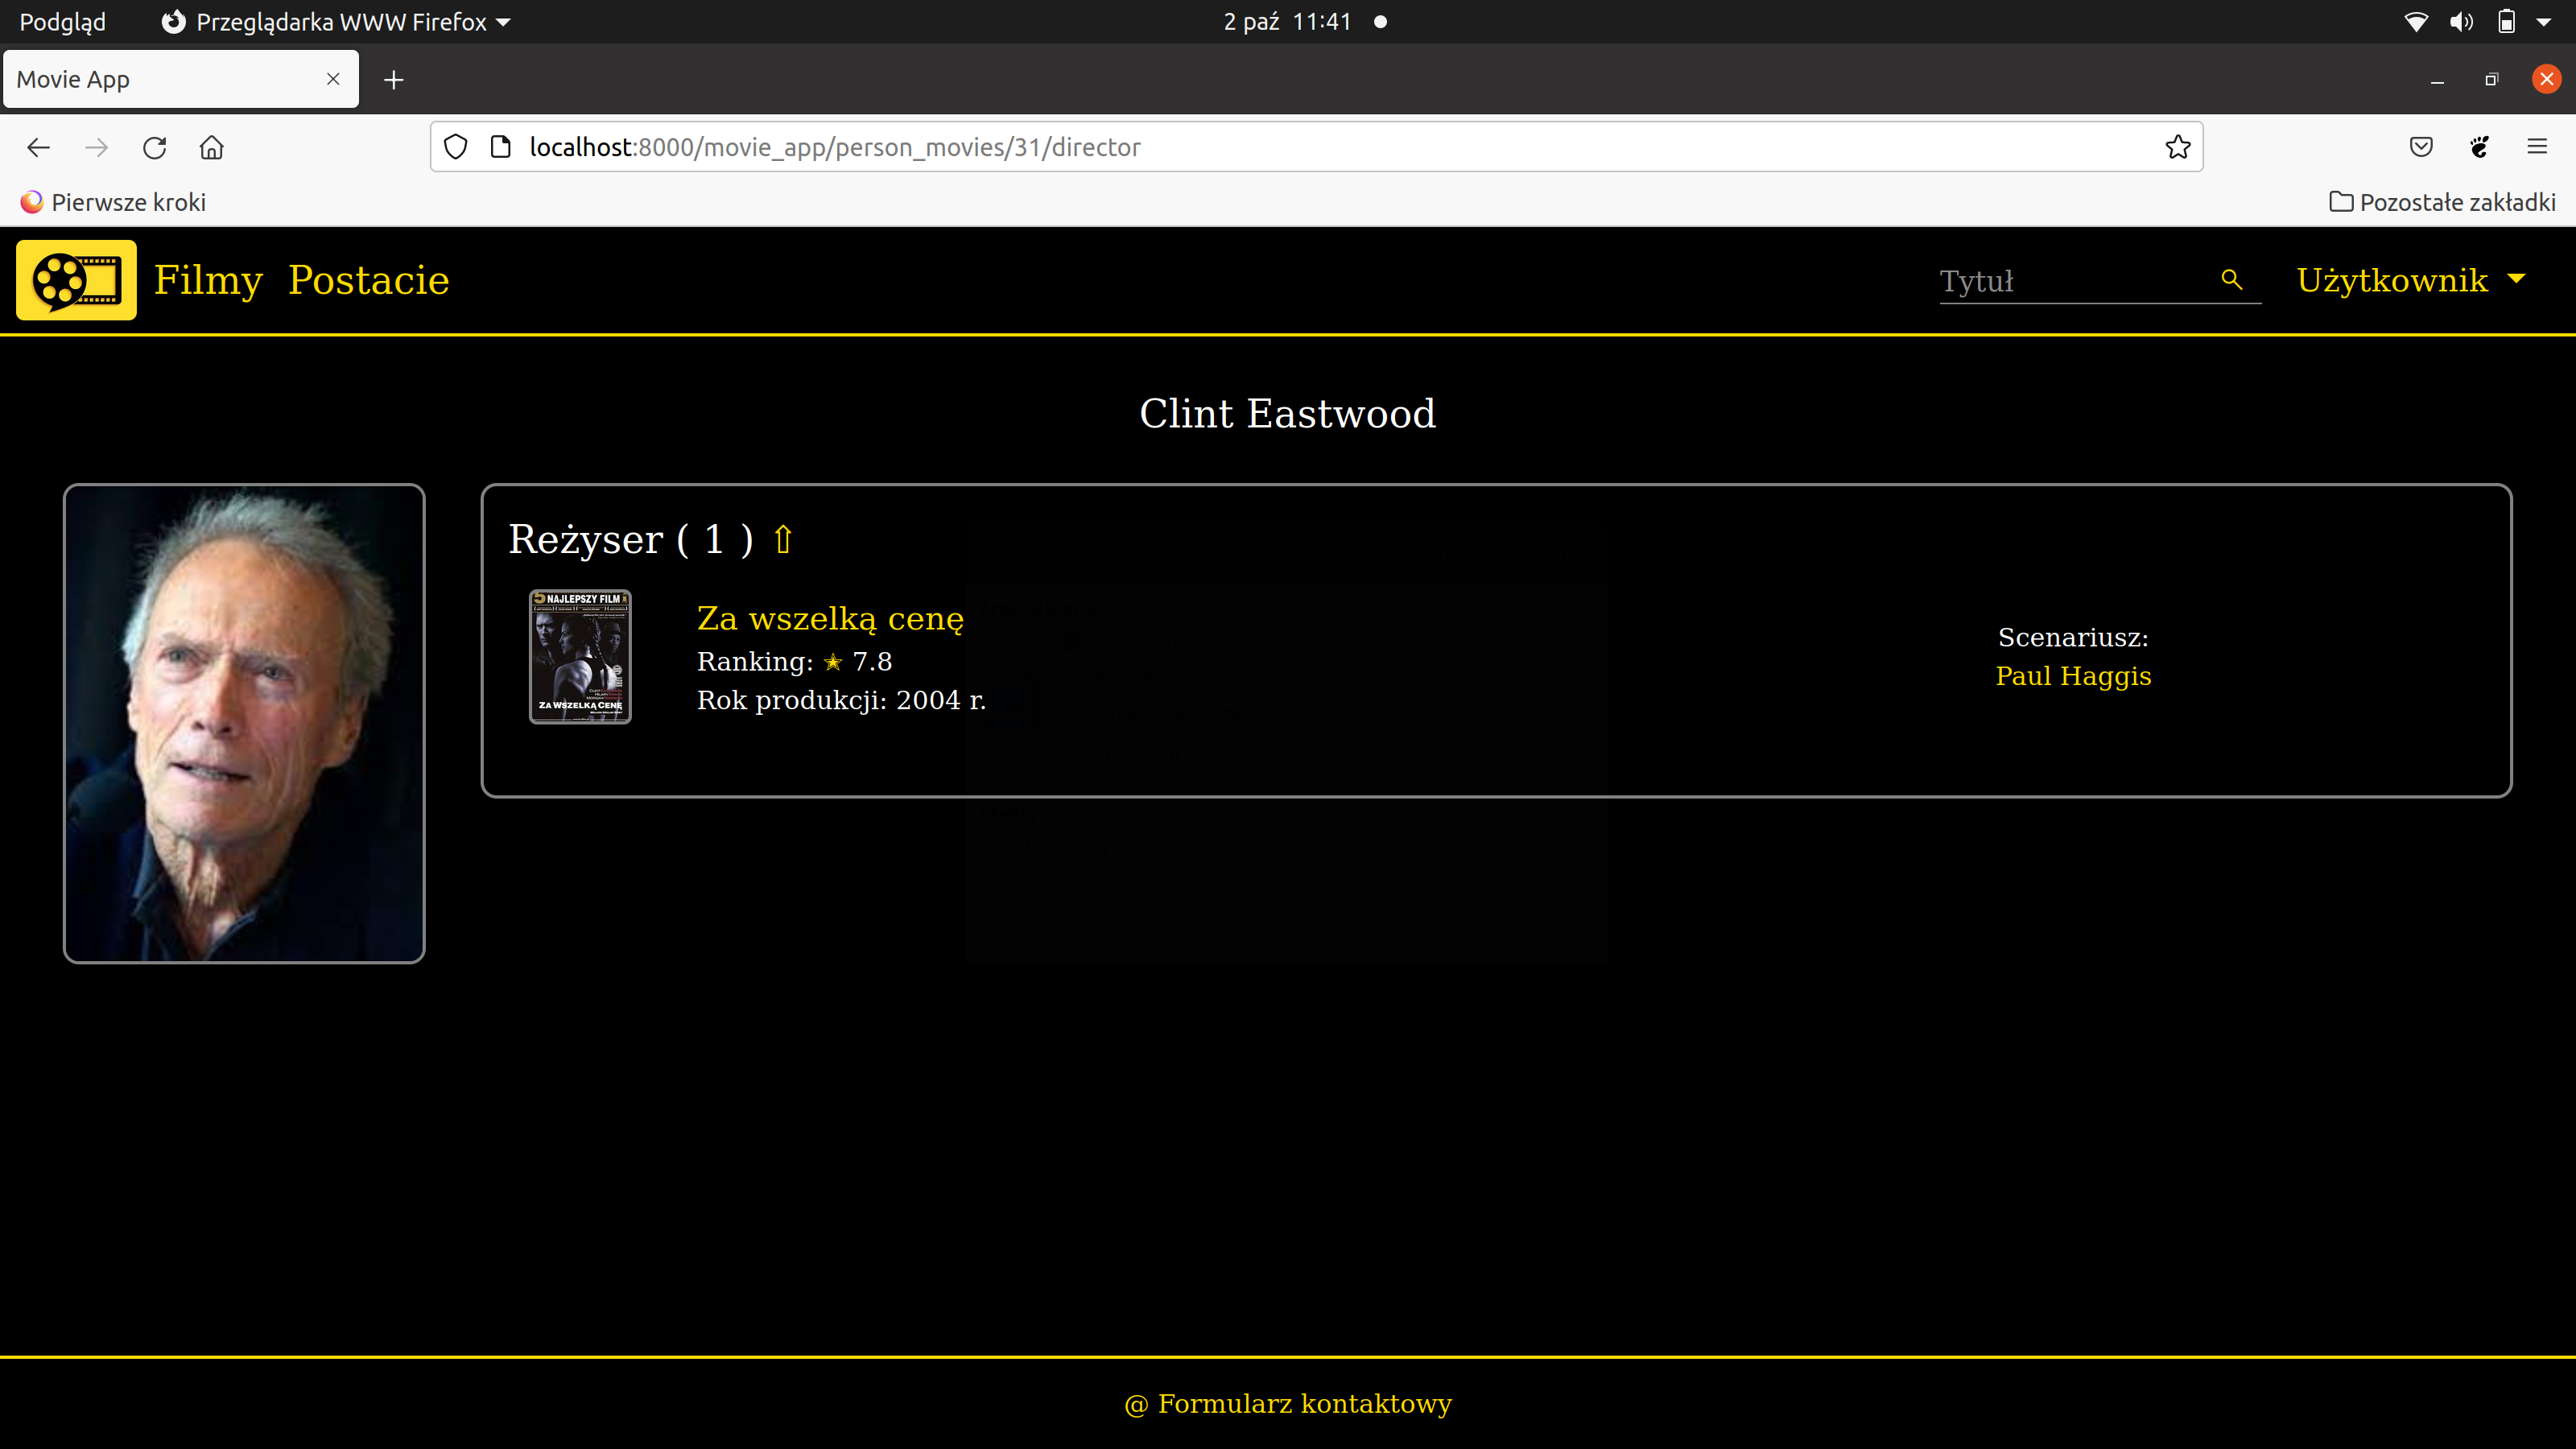 Podgląd Przeglądarka WWW Firefox 2 paź 11:41
Movie App
localhost:8000/movie_app/person_movies/31/director
Pierwsze kroki Pozostałe zakładki
Filmy Postacie Tytuł Użytkownik
Clint Eastwood
Reżyser ( 1 ) ⇧
5 NAJLEPSZY FILM
ZA WSZELKĄ CENĘ
Za wszelką cenę
Ranking: ★ 7.8
Rok produkcji: 2004 r.
Scenariusz:
Paul Haggis
@ Formularz kontaktowy